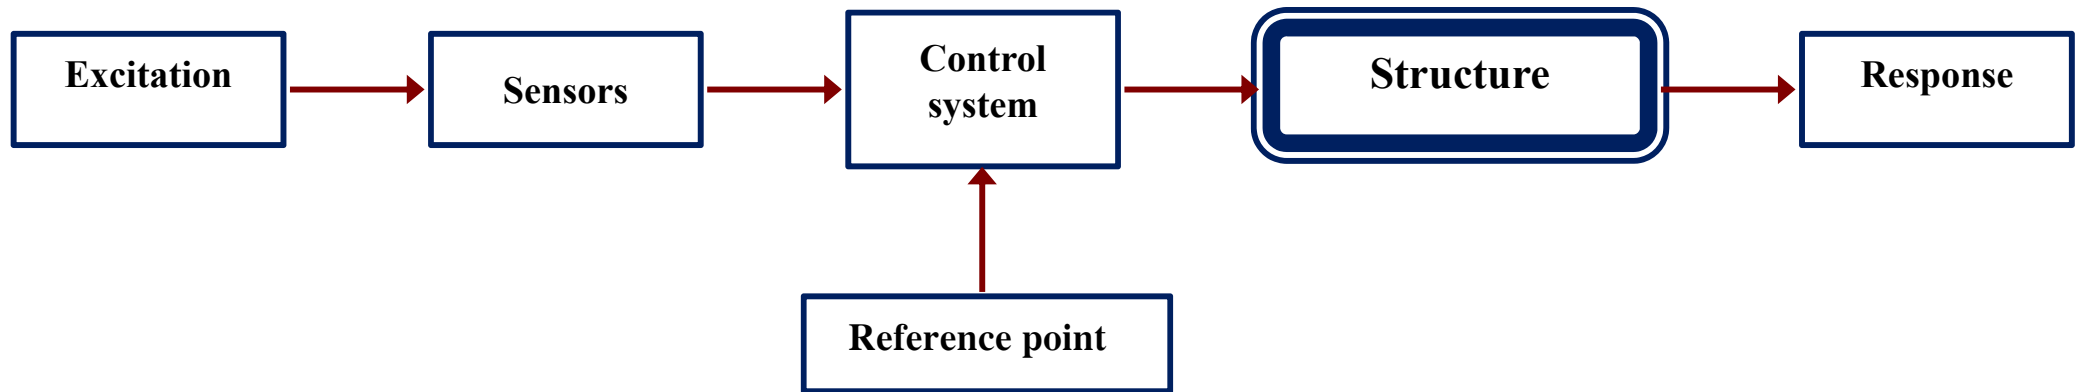 Excitation
Sensors
Control
system
Structure
Response
Reference point